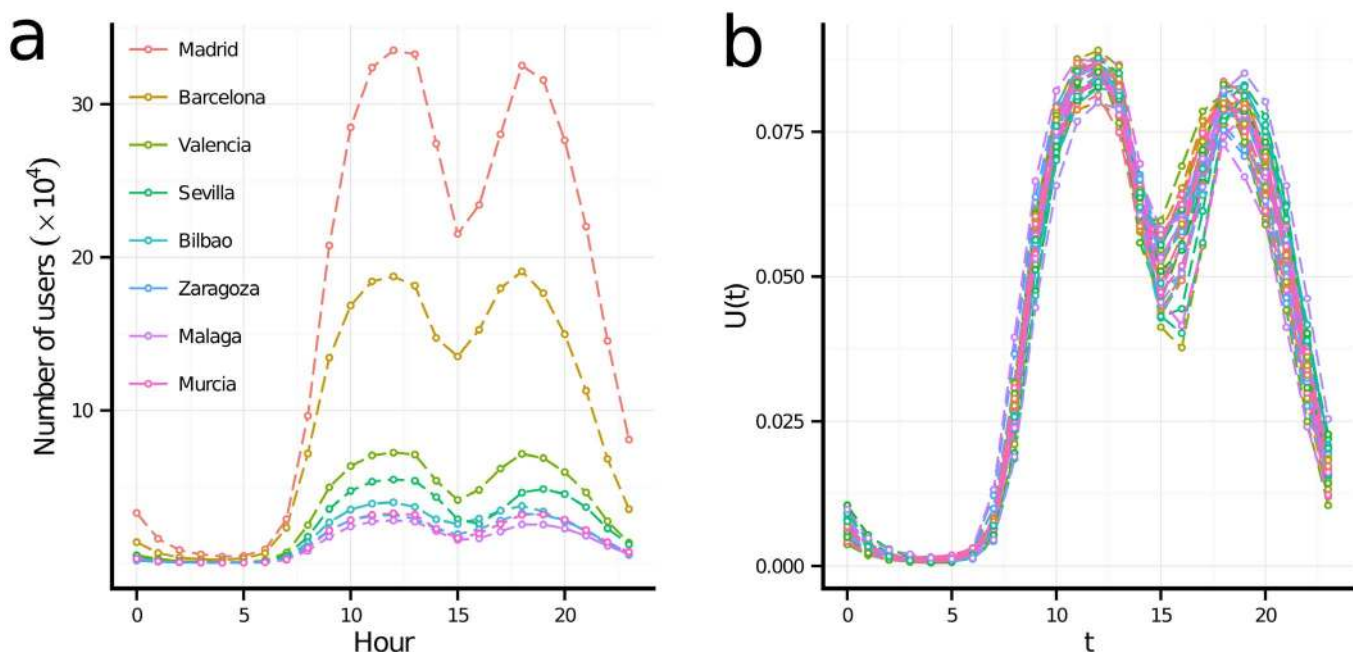 a
Number of users (×10⁴)
30
20
10
Madrid
Barcelona
Valencia
Sevilla
Bilbao
Zaragoza
Malaga
Murcia
0 5 10 15 20
Hour
b
U(t)
0.075
0.050
0.025
0.000
0 5 10 15 20
t